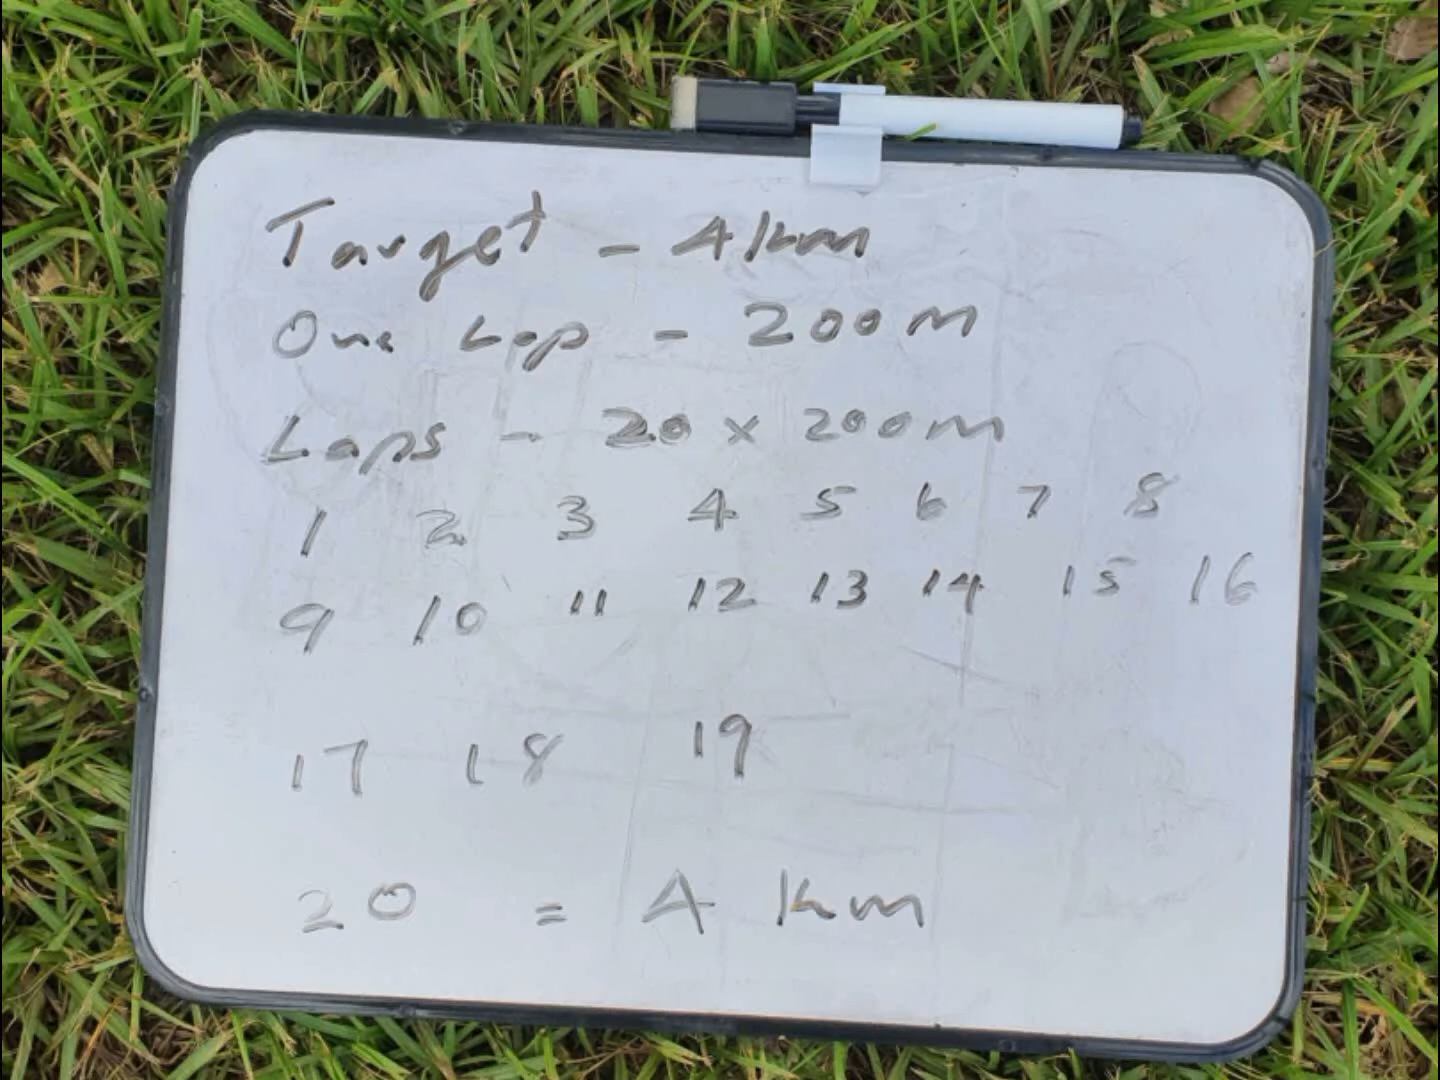 Target - 4km
One Lap - 200M
Laps - 20 x 200m
1 2 3 4 5 6 7 8
9 10 11 12 13 14 15 16
17 18 19
20 = 4 km